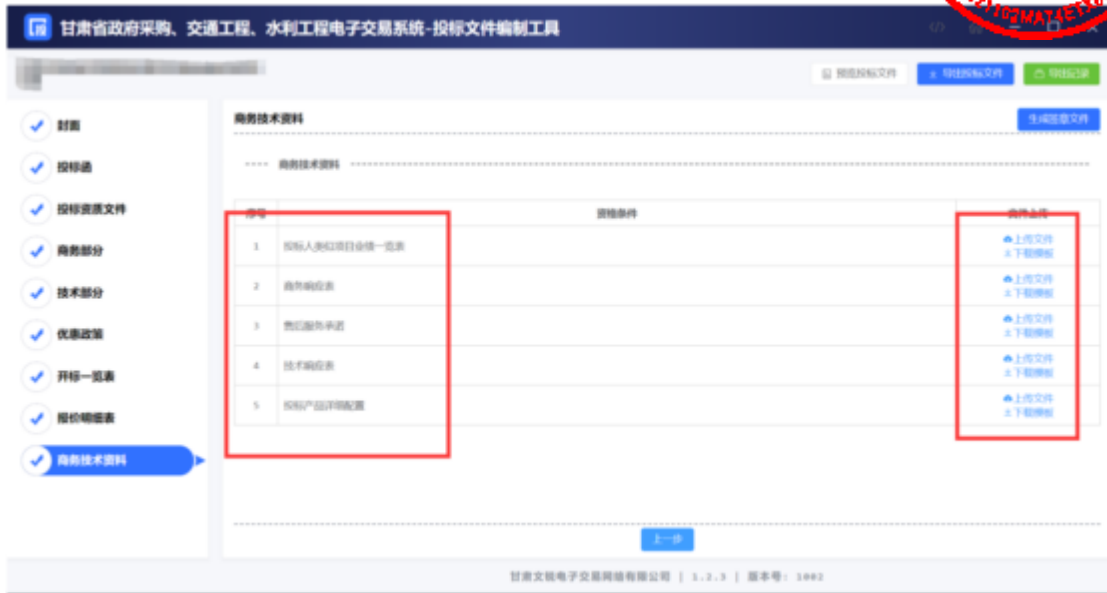 甘肃省政府采购、交通工程、水利工程电子交易系统-投标文件编制工具
预览投标文件 导出投标文件 导出记录
封面
投标函
投标资质文件
商务部分
技术部分
优惠政策
开标一览表
报价明细表
商务技术资料
商务技术资料 生成签章文件
商务技术资料
序号 资格条件 文件上传
1 投标人类似项目业绩一览表 上传文件
下载模板
2 商务响应表 上传文件
下载模板
3 售后服务承诺 上传文件
下载模板
4 技术响应表 上传文件
下载模板
5 投标产品详细配置 上传文件
下载模板
上一步
甘肃文锐电子交易网络有限公司 | 1.2.3 | 版本号: 1002